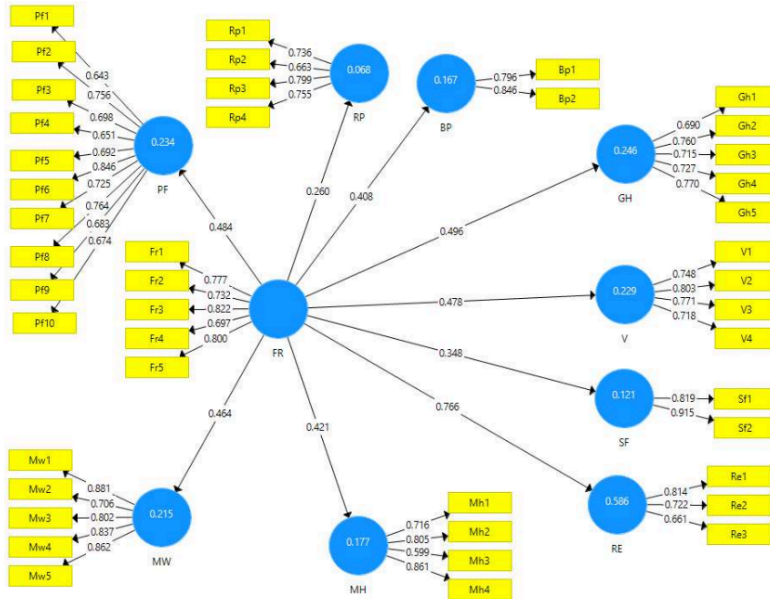 Pf1
Pf2
Pf3
Pf4
Pf5
Pf6
Pf7
Pf8
Pf9
Pf10
0.643
0.756
0.698
0.651
0.692
0.846
0.725
0.764
0.683
0.674
0.234
PF
Rp1
Rp2
Rp3
Rp4
0.736
0.663
0.799
0.755
0.068
RP
0.167
BP
0.796
0.846
Bp1
Bp2
0.246
GH
0.690
0.760
0.715
0.727
0.770
Gh1
Gh2
Gh3
Gh4
Gh5
0.484
0.260
0.408
0.496
Fr1
Fr2
Fr3
Fr4
Fr5
0.777
0.732
0.822
0.697
0.800
FR
0.478
0.229
V
0.748
0.803
0.771
0.718
V1
V2
V3
V4
0.348
0.121
SF
0.819
0.915
Sf1
Sf2
0.464
0.421
0.766
Mw1
Mw2
Mw3
Mw4
Mw5
0.881
0.706
0.802
0.837
0.862
0.215
MW
0.177
MH
0.716
0.805
0.599
0.861
Mh1
Mh2
Mh3
Mh4
0.586
RE
0.814
0.722
0.661
Re1
Re2
Re3